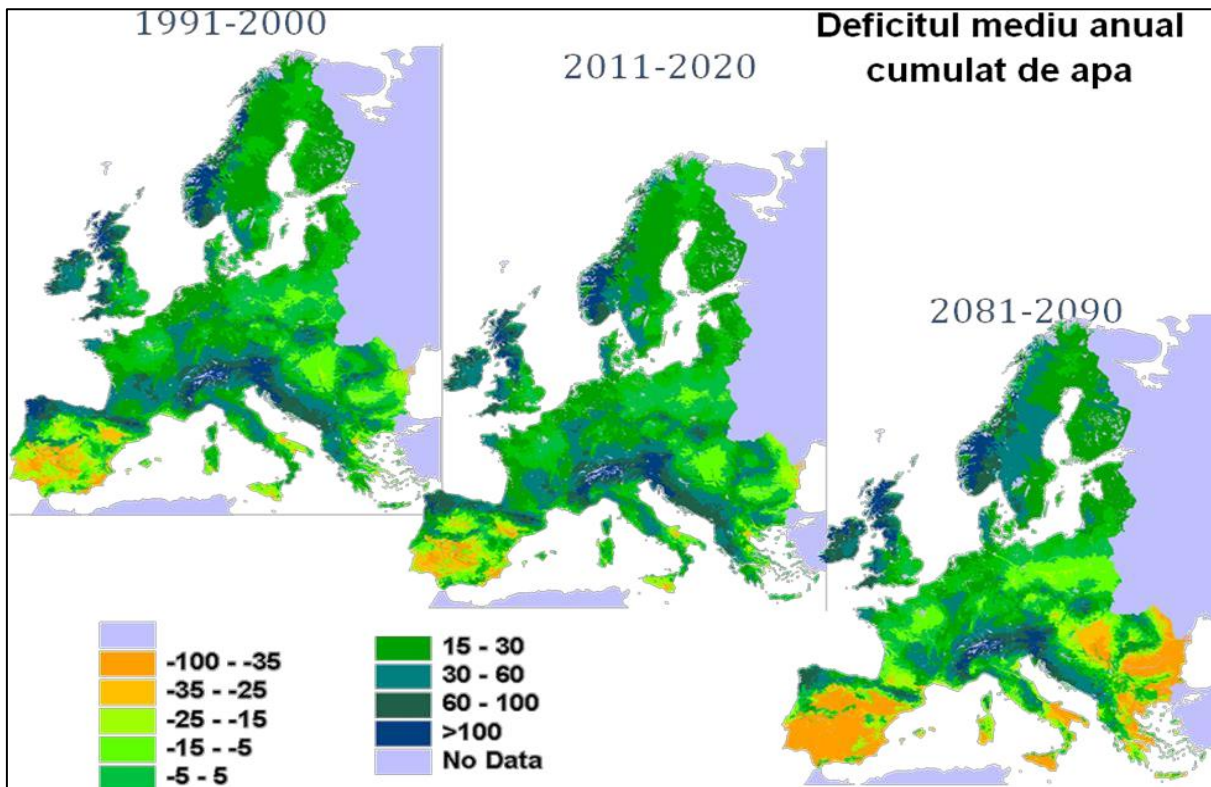 1991-2000
Deficitul mediu anual
cumulat de apa
2011-2020
2081-2090
-100 - -35
-35 - -25
-25 - -15
-15 - -5
-5 - 5
15 - 30
30 - 60
60 - 100
>100
No Data